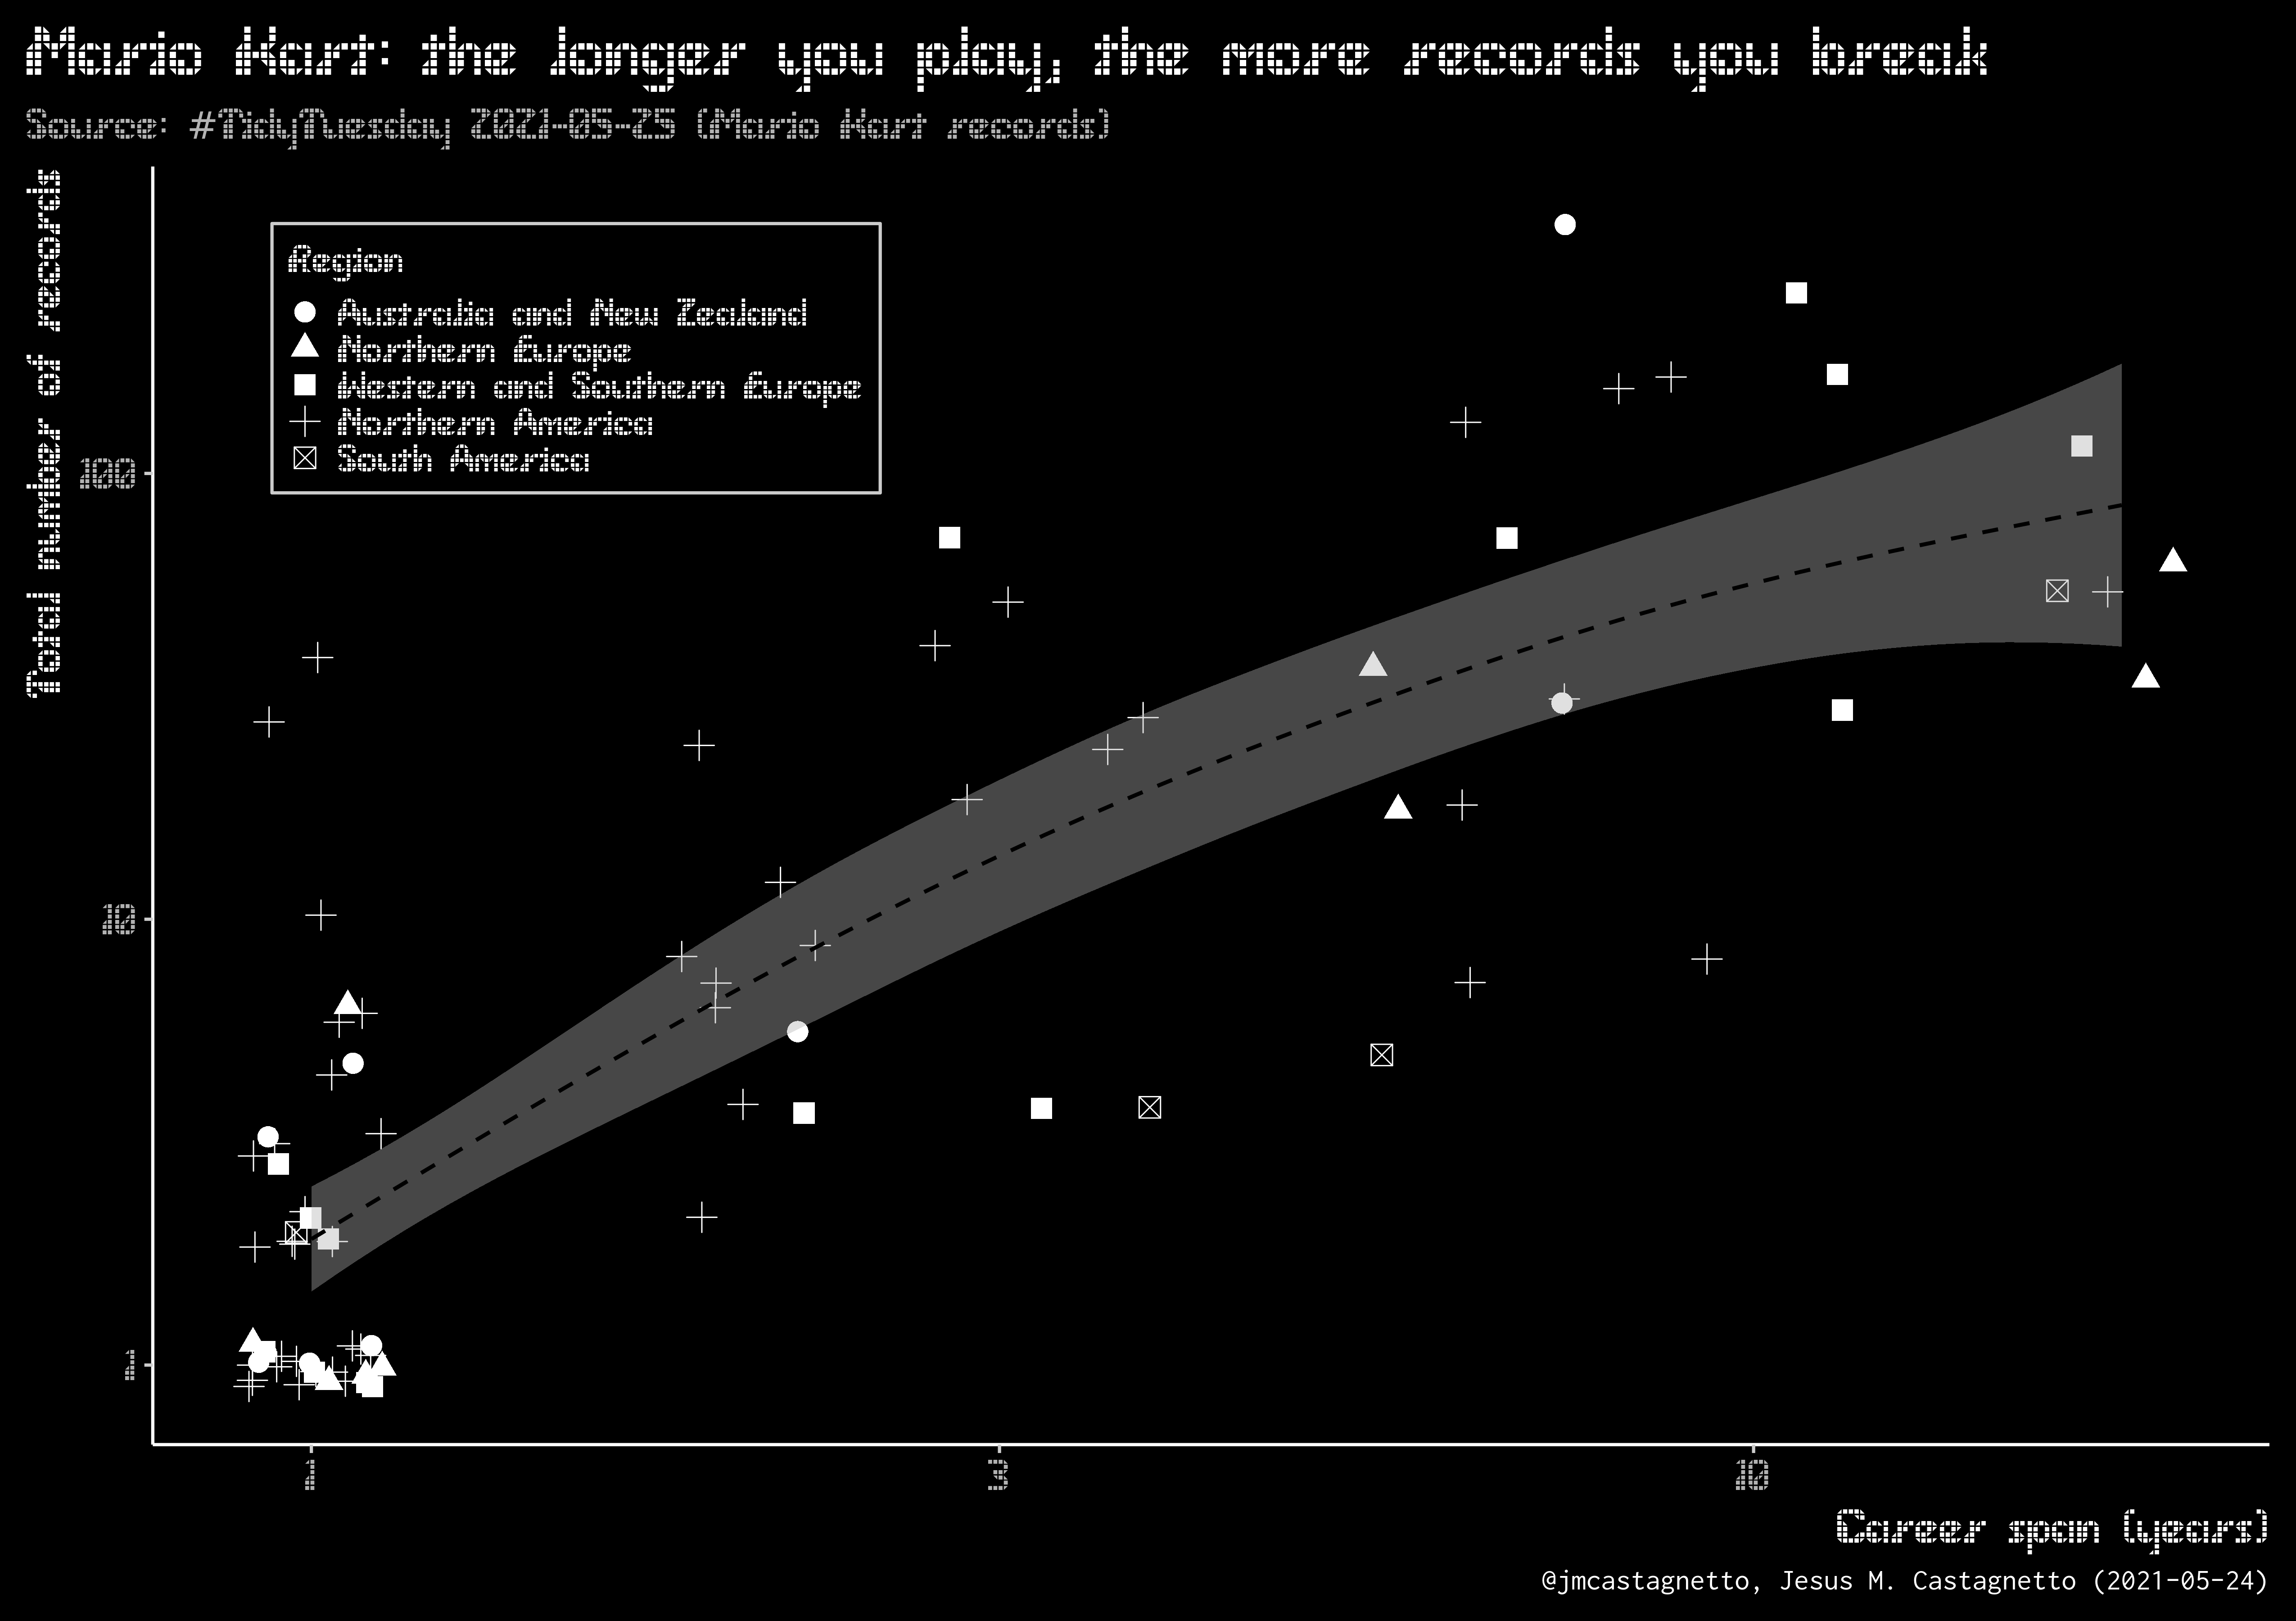 Mario Kart: the longer you play, the more records you break
Source: #TidyTuesday 2021-05-25 (Mario Kart records)
Total number of records
Region
Australia and New Zealand
Northern Europe
Western and Southern Europe
Northern America
South America
100
10
1
1
3
10
Career span (years)
@jmcastagnetto, Jesus M. Castagnetto (2021-05-24)